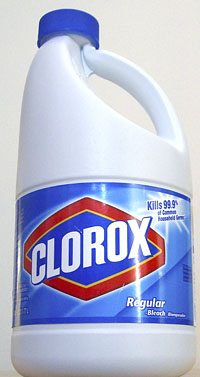 Kills 99.9%
of Common
Household Germs
CLOROX
Regular
Bleach